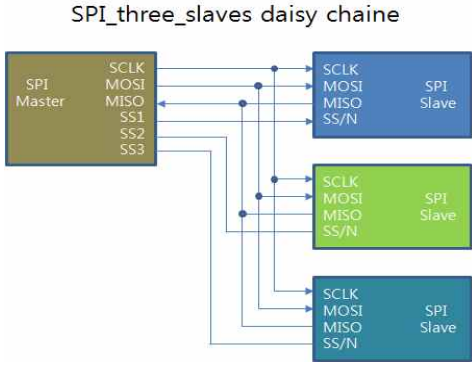 SPI_three_slaves daisy chaine
SPI
Master
SCLK
MOSI
MISO
SS1
SS2
SS3
SCLK
MOSI
MISO
SS/N
SPI
Slave
SCLK
MOSI
MISO
SS/N
SPI
Slave
SCLK
MOSI
MISO
SS/N
SPI
Slave